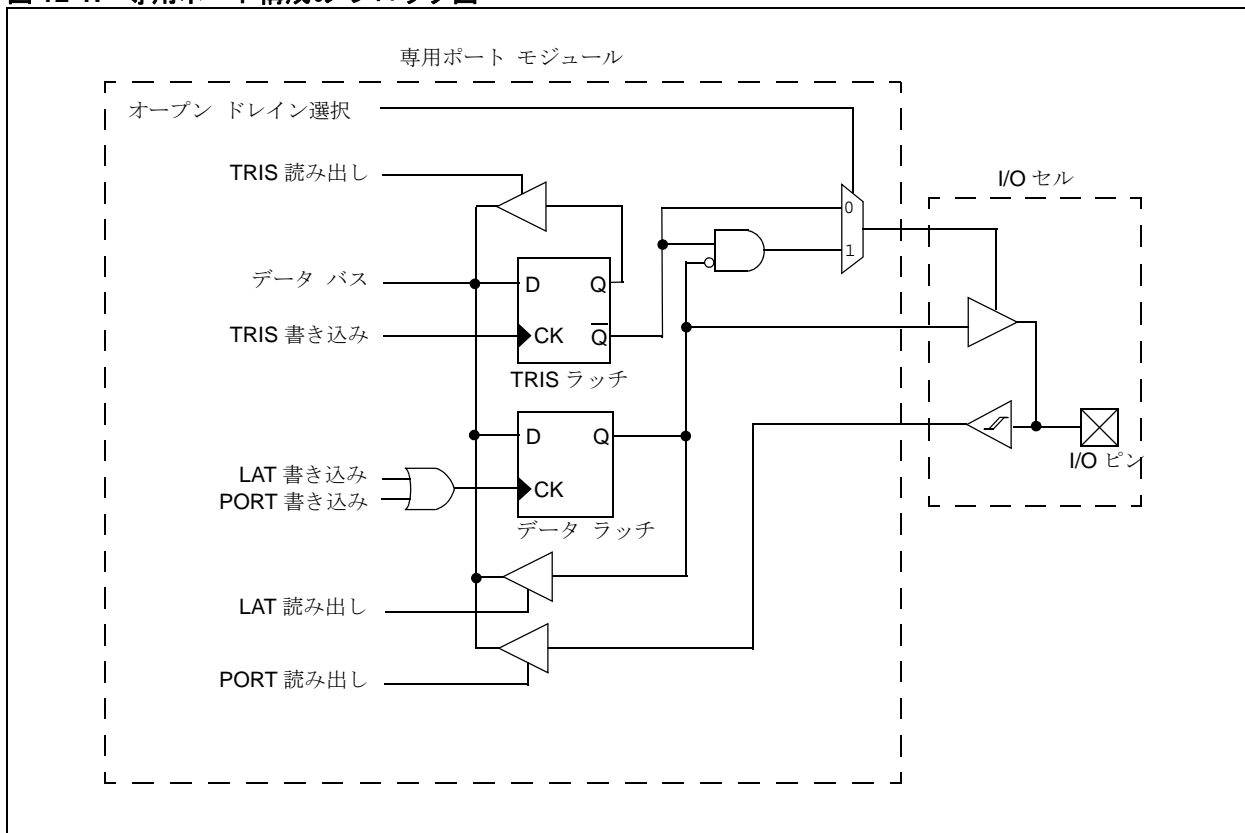 専用ポート モジュール
オープン ドレイン選択
TRIS 読み出し
I/O セル
0
1
データ バス
D Q
TRIS 書き込み
CK Q
TRIS ラッチ
D Q
LAT 書き込み
PORT 書き込み
CK
I/O ピン
データ ラッチ
LAT 読み出し
PORT 読み出し